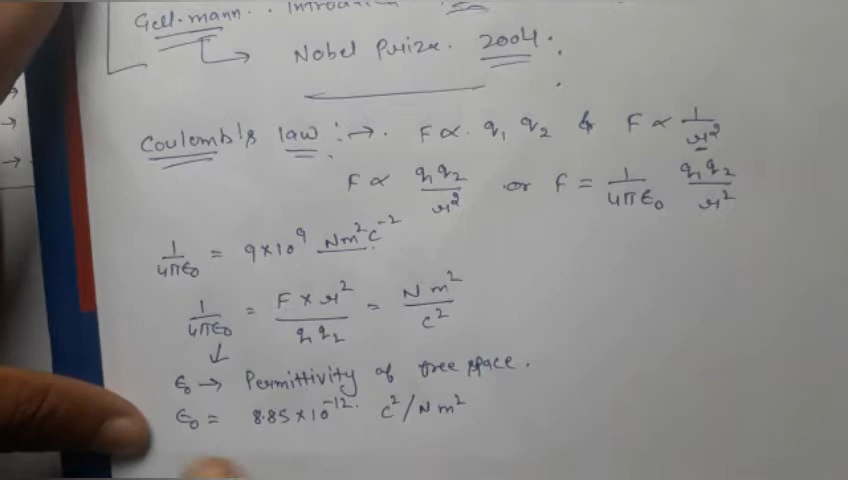 Gell-mann.
Nobel Prize. 2004.
Coulomb's law :→. F ∝ q₁ q₂ & F ∝ 1/r²
F ∝ q₁q₂/r² or F = 1/4πε₀ q₁q₂/r²
1/4πε₀ = 9×10⁹ Nm²C⁻²
1/4πε₀ = F × r²/q₁q₂ = Nm²/C²
ε₀ → Permittivity of free space.
ε₀ = 8.85×10⁻¹². C²/Nm²